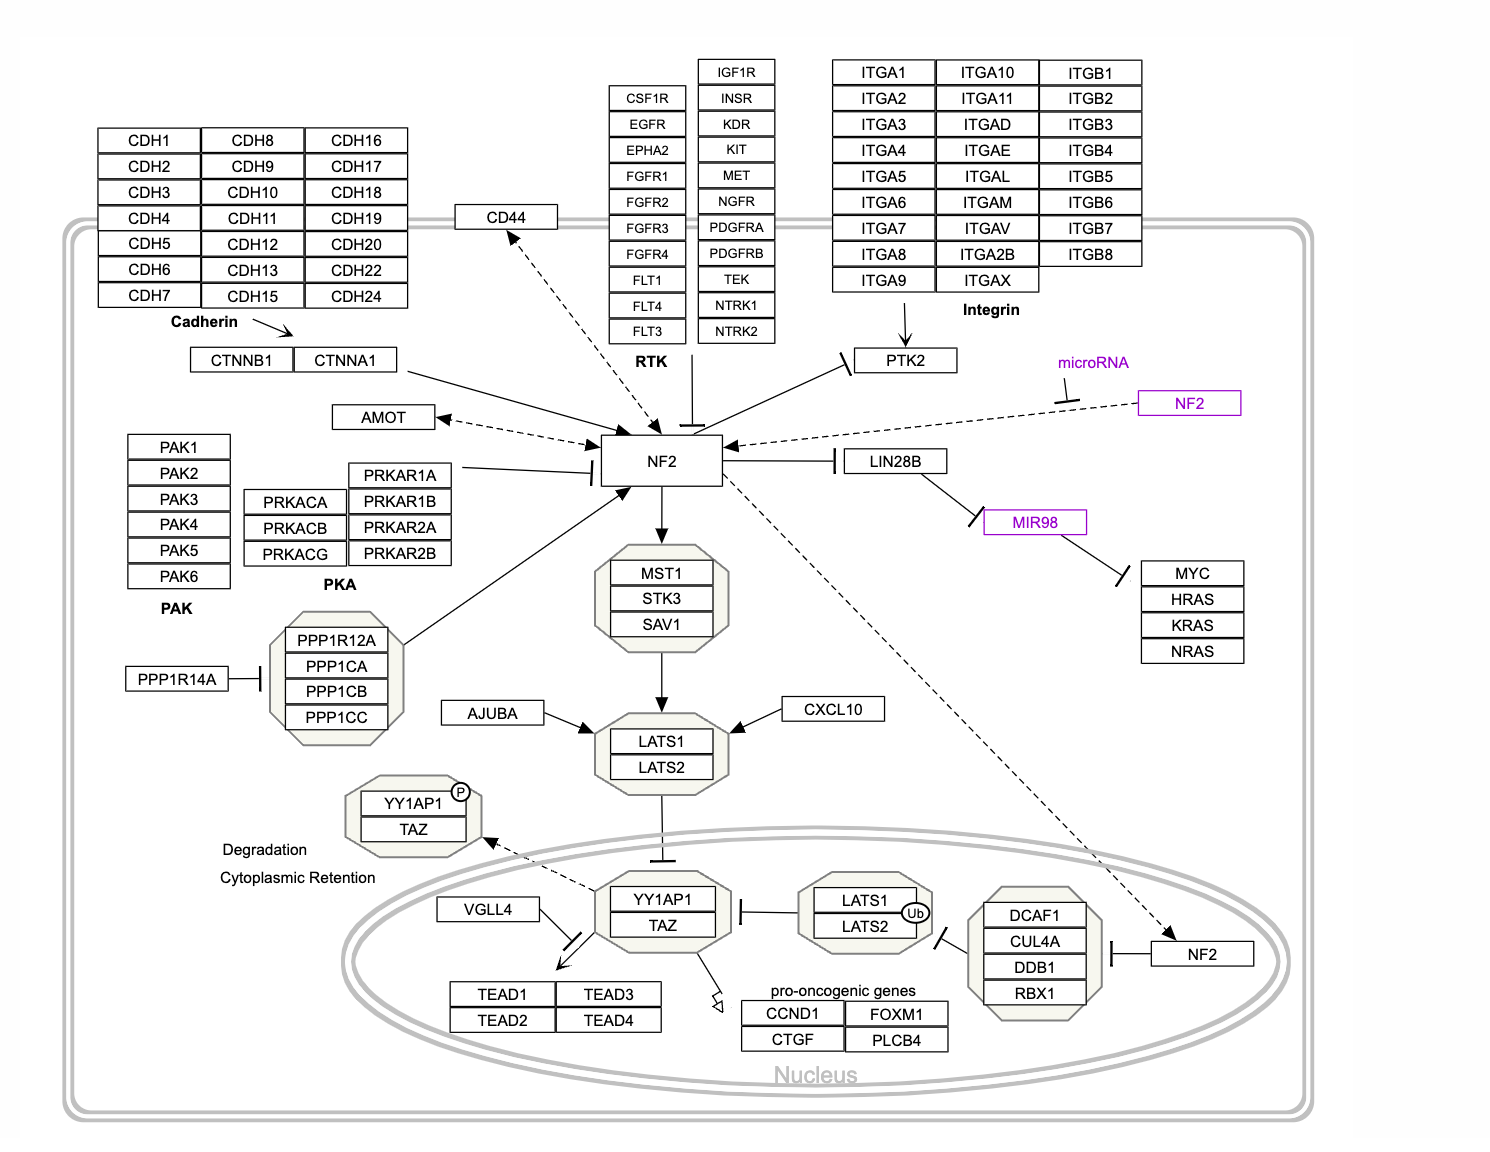 CDH1
CDH2
CDH3
CDH4
CDH5
CDH6
CDH7
CDH8
CDH9
CDH10
CDH11
CDH12
CDH13
CDH15
CDH16
CDH17
CDH18
CDH19
CDH20
CDH22
CDH24
Cadherin
CTNNB1
CTNNA1
CD44
CSF1R
EGFR
EPHA2
FGFR1
FGFR2
FGFR3
FGFR4
FLT1
FLT4
FLT3
IGF1R
INSR
KDR
KIT
MET
NGFR
PDGFRA
PDGFRB
TEK
NTRK1
NTRK2
RTK
ITGA1
ITGA2
ITGA3
ITGA4
ITGA5
ITGA6
ITGA7
ITGA8
ITGA9
ITGA10
ITGA11
ITGAD
ITGAE
ITGAL
ITGAM
ITGAV
ITGA2B
ITGAX
ITGB1
ITGB2
ITGB3
ITGB4
ITGB5
ITGB6
ITGB7
ITGB8
Integrin
PTK2
microRNA
NF2
AMOT
NF2
LIN28B
MIR98
MYC
HRAS
KRAS
NRAS
PAK1
PAK2
PAK3
PAK4
PAK5
PAK6
PAK
PRKACA
PRKACB
PRKACG
PRKAR1A
PRKAR1B
PRKAR2A
PRKAR2B
PKA
MST1
STK3
SAV1
PPP1R14A
PPP1R12A
PPP1CA
PPP1CB
PPP1CC
AJUBA
CXCL10
LATS1
LATS2
YY1AP1
P
TAZ
Degradation
Cytoplasmic Retention
VGLL4
YY1AP1
TAZ
LATS1
LATS2
Ub
DCAF1
CUL4A
DDB1
RBX1
NF2
TEAD1
TEAD2
TEAD3
TEAD4
pro-oncogenic genes
CCND1
CTGF
FOXM1
PLCB4
Nucleus